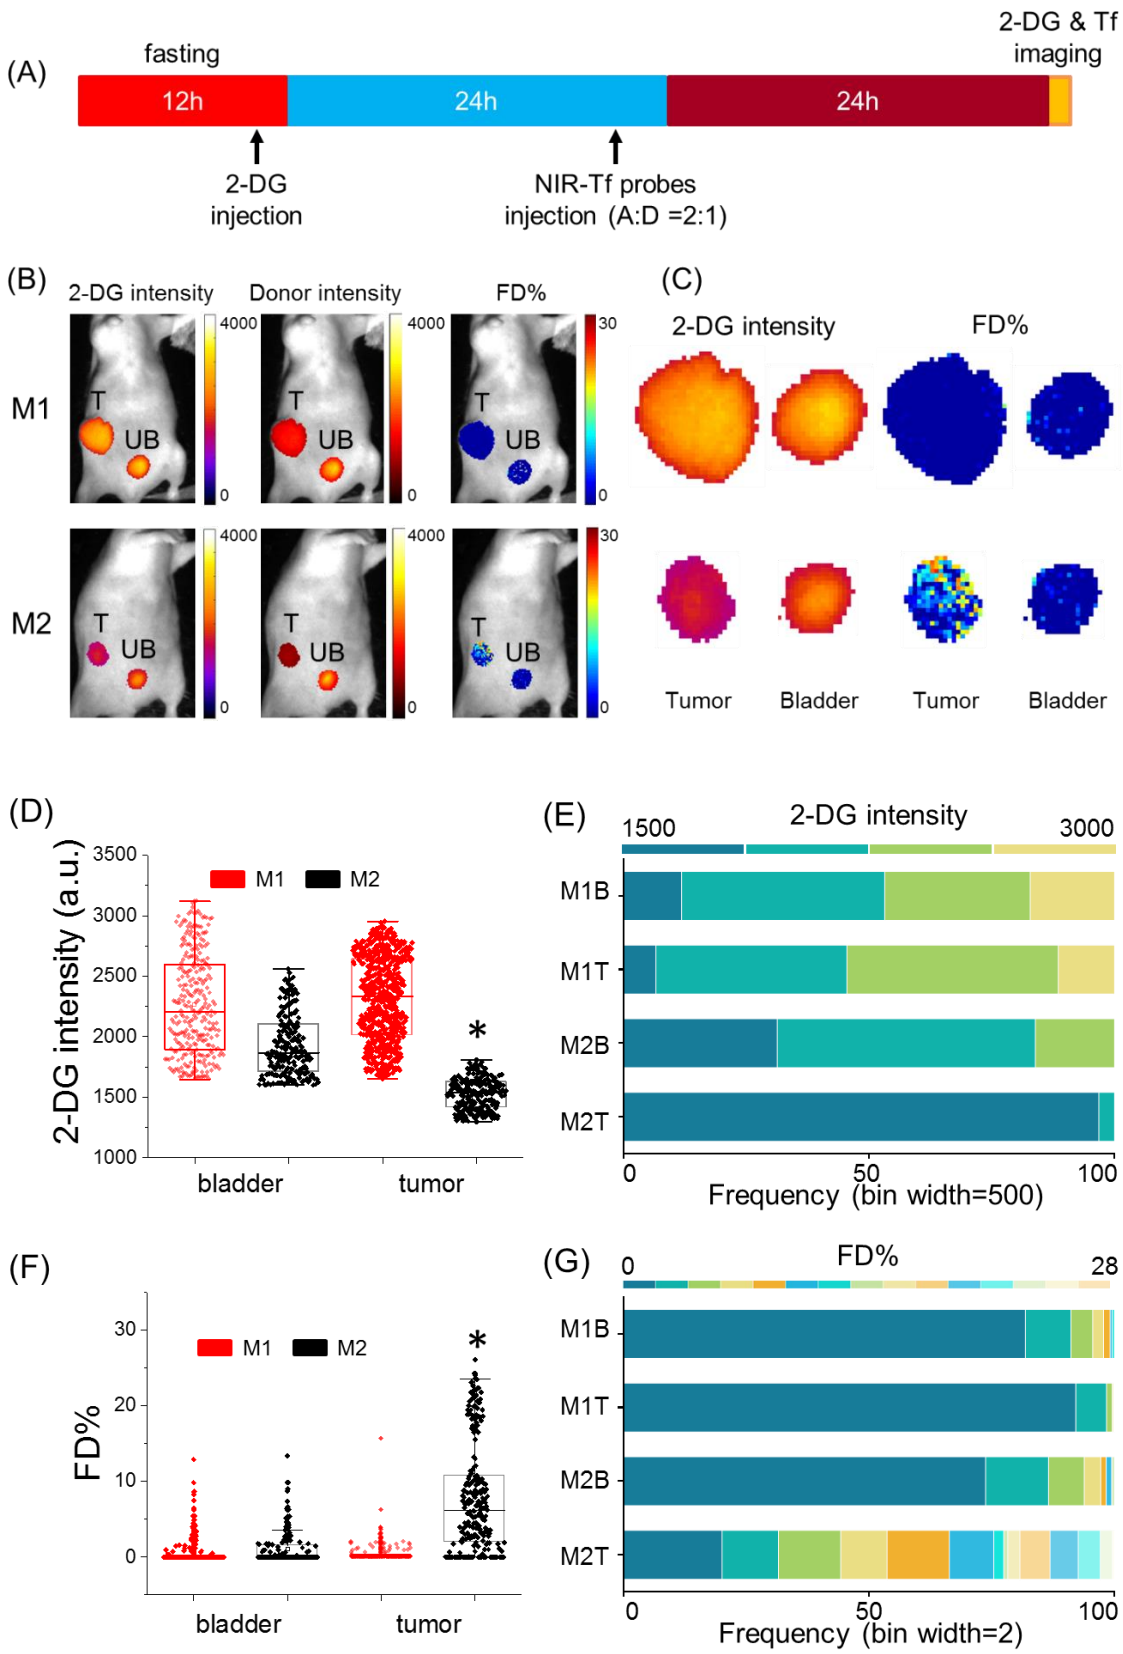 (A)
fasting
2-DG & Tf
imaging
12h
24h
24h
2-DG
injection
NIR-Tf probes
injection (A:D =2:1)
(B)
2-DG intensity
Donor intensity
FD%
M1
T
UB
4000
0
T
UB
4000
0
T
UB
30
0
M2
T
UB
4000
0
T
UB
4000
0
T
UB
30
0
(C)
2-DG intensity
FD%
Tumor
Bladder
Tumor
Bladder
(D)
2-DG intensity (a.u.)
3500
3000
2500
2000
1500
1000
M1
M2
*
bladder
tumor
(E)
2-DG intensity
1500
3000
M1B
M1T
M2B
M2T
0
50
100
Frequency (bin width=500)
(F)
FD%
30
20
10
0
M1
M2
*
bladder
tumor
(G)
FD%
0
28
M1B
M1T
M2B
M2T
0
50
100
Frequency (bin width=2)